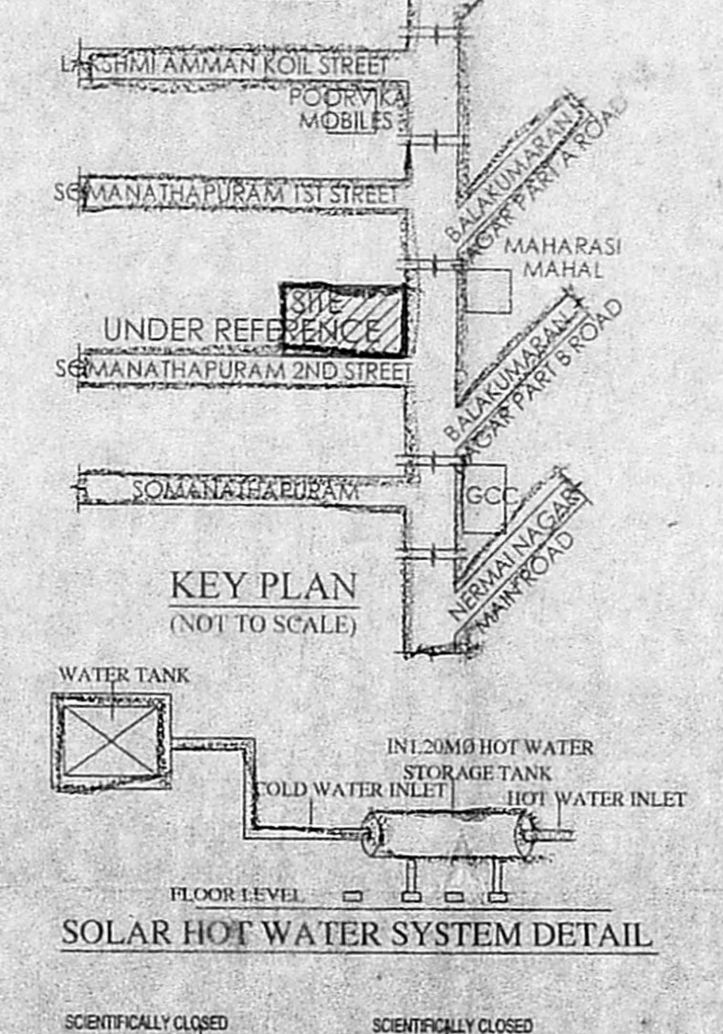 LAKSHMI AMMAN KOIL STREET
POORVIKA
MOBILES
SOMANATHAPURAM 1ST STREET
BALAKUMARAN
NAGAR PART A ROAD
MAHARASI
MAHAL
SITE
UNDER REFERENCE
SOMANATHAPURAM 2ND STREET
BALAKUMARAN
NAGAR PART B ROAD
SOMANATHAPURAM
GCC
NERMAI NAGAR
MAIN ROAD
KEY PLAN
(NOT TO SCALE)
WATER TANK
IN1.20MØ HOT WATER
STORAGE TANK
COLD WATER INLET
HOT WATER INLET
FLOOR LEVEL
SOLAR HOT WATER SYSTEM DETAIL
SCIENTIFICALLY CLOSED
SCIENTIFICALLY CLOSED